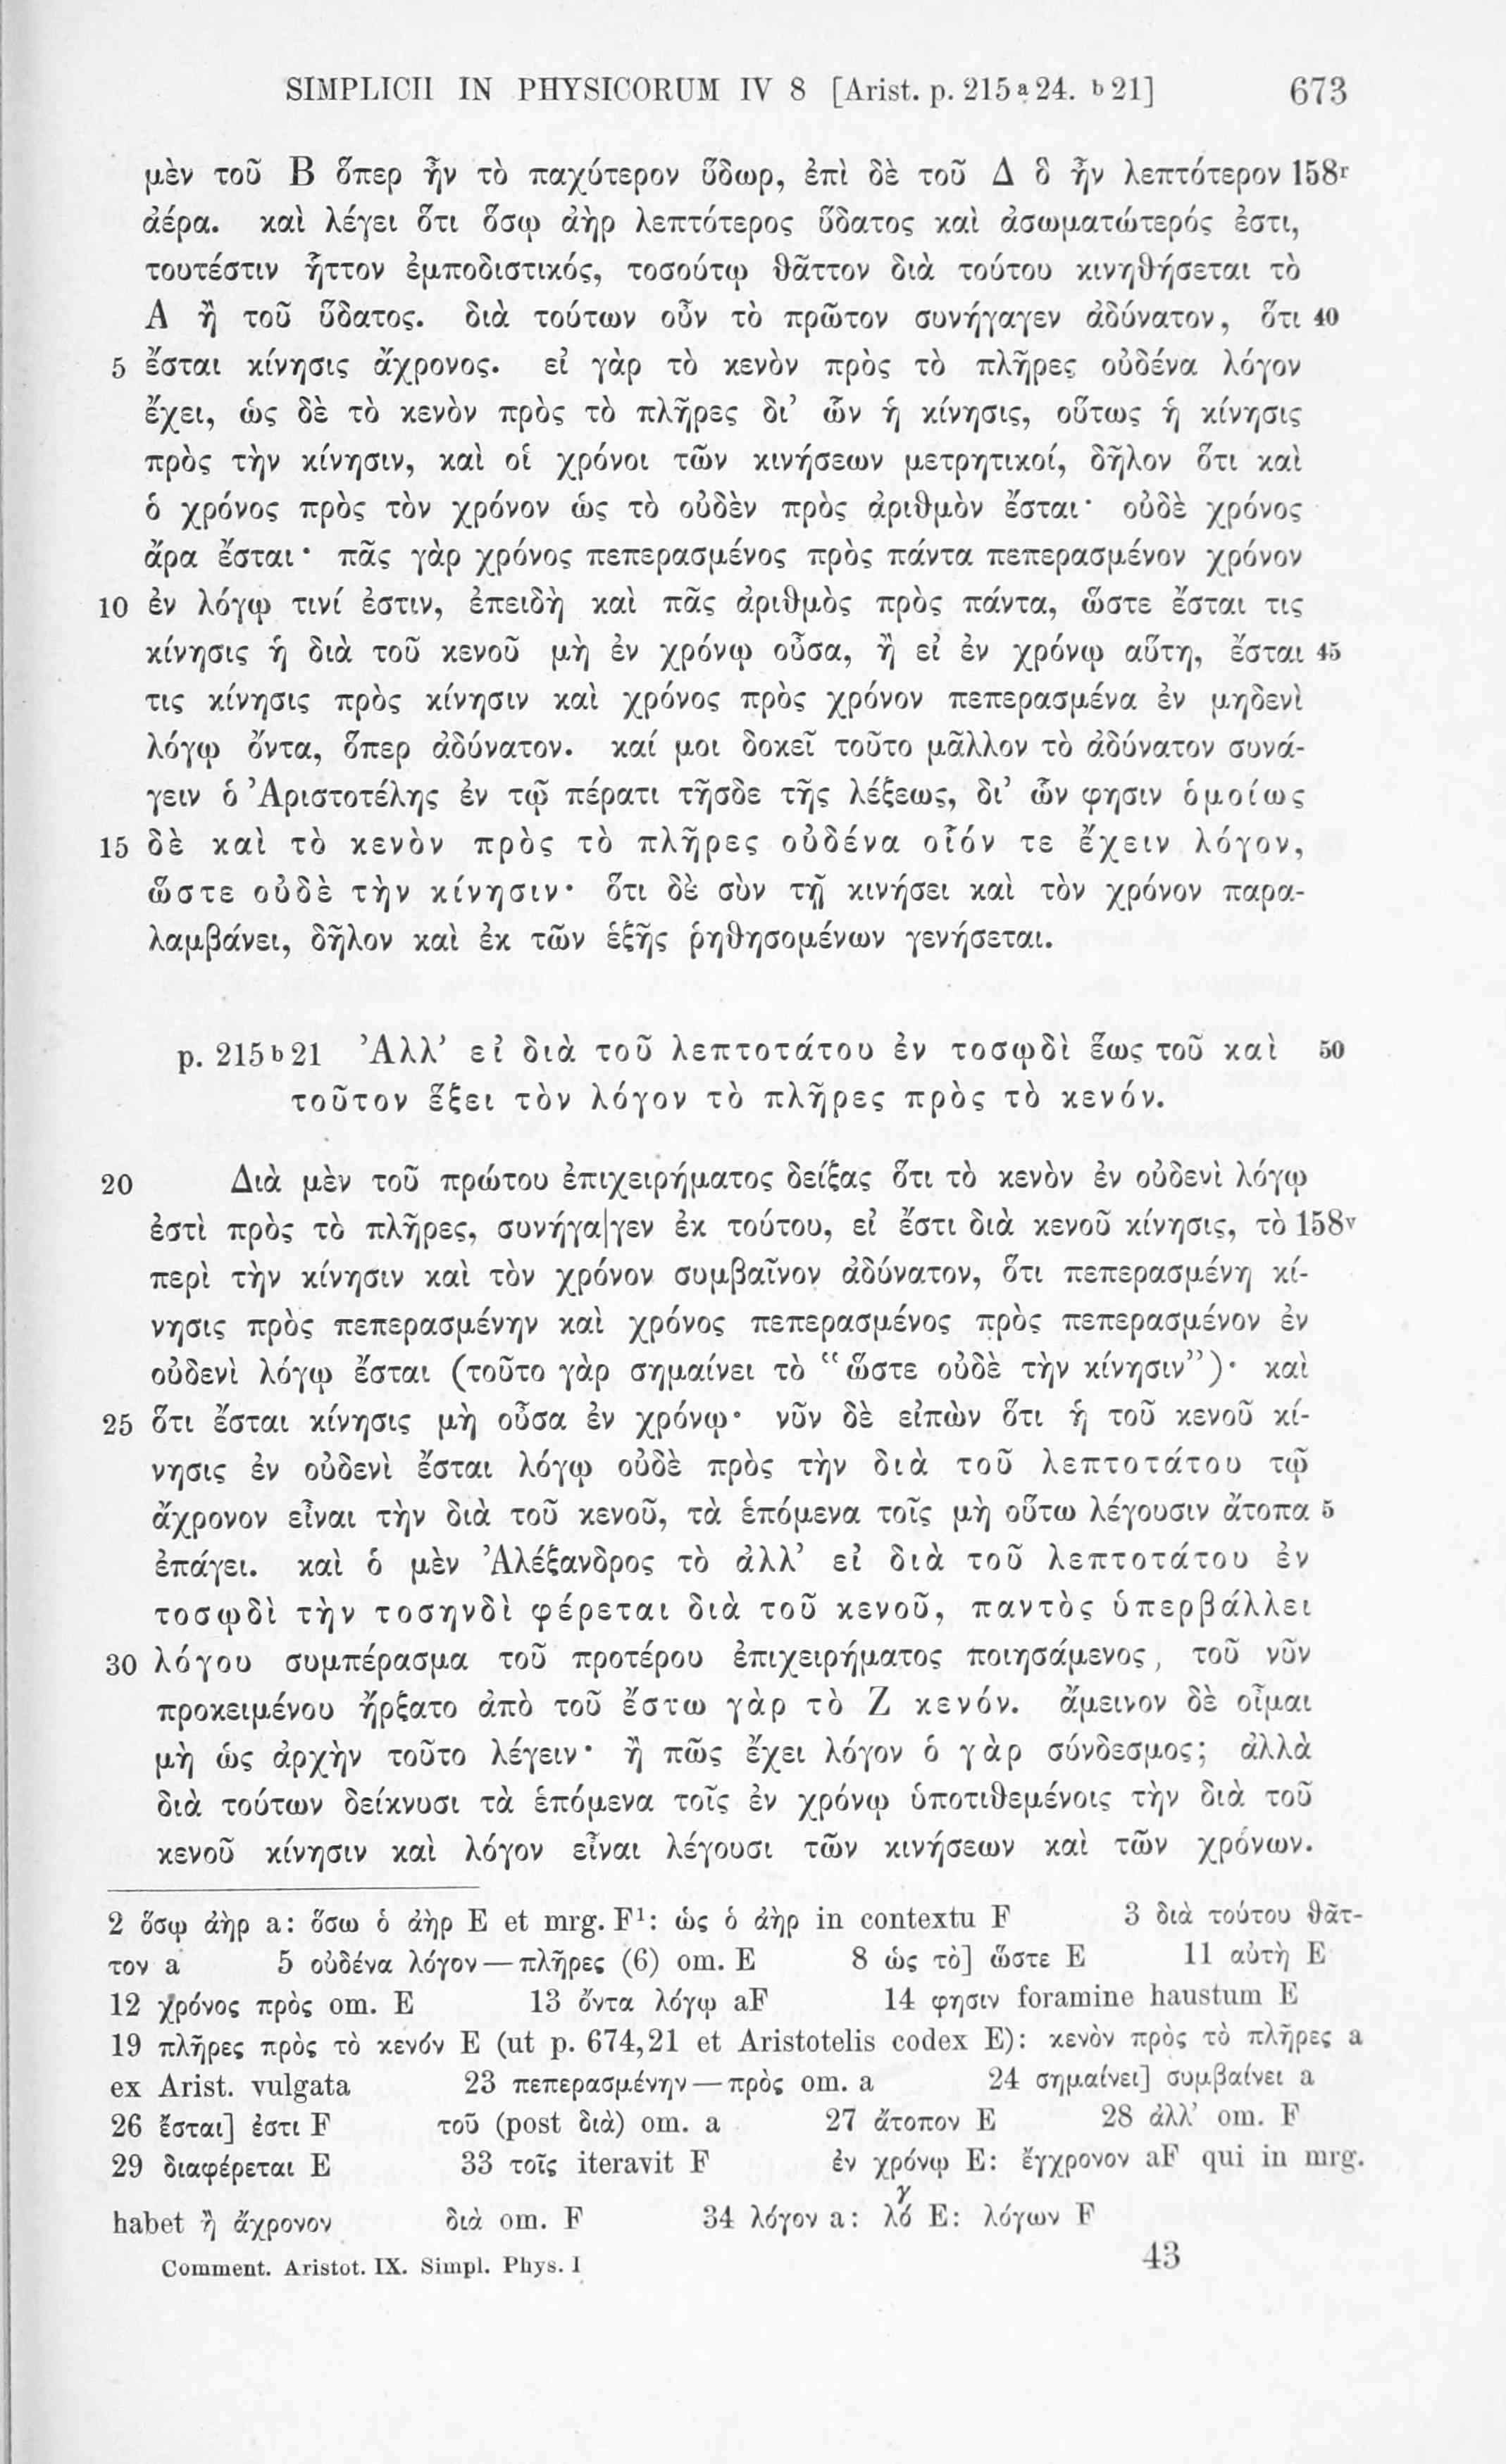 SIMPLICII IN PHYSICORUM IV 8 [Arist. p. 215a24. b21] 673
μὲν τοῦ Β ὅπερ ἦν τὸ παχύτερον ὕδωρ, ἐπὶ δὲ τοῦ Δ ὃ ἦν λεπτότερον 158r
ἀέρα. καὶ λέγει ὅτι ὅσῳ ἀὴρ λεπτότερος ὕδατος καὶ ἀσωματώτερός ἐστι,
τουτέστιν ἧττον ἐμποδιστικός, τοσούτῳ θᾶττον διὰ τούτου κινηθήσεται τὸ
Α ἢ τοῦ ὕδατος. διὰ τούτων οὖν τὸ πρῶτον συνήγαγεν ἀδύνατον, ὅτι 40
5 ἔσται κίνησις ἄχρονος. εἰ γὰρ τὸ κενὸν πρὸς τὸ πλῆρες οὐδένα λόγον
ἔχει, ὡς δὲ τὸ κενὸν πρὸς τὸ πλῆρες δι’ ὧν ἡ κίνησις, οὕτως ἡ κίνησις
πρὸς τὴν κίνησιν, καὶ οἱ χρόνοι τῶν κινήσεων μετρητικοί, δῆλον ὅτι καὶ
ὁ χρόνος πρὸς τὸν χρόνον ὡς τὸ οὐδὲν πρὸς ἀριθμὸν ἔσται· οὐδὲ χρόνος
ἄρα ἔσται· πᾶς γὰρ χρόνος πεπερασμένος πρὸς πάντα πεπερασμένον χρόνον
10 ἐν λόγῳ τινί ἐστιν, ἐπειδὴ καὶ πᾶς ἀριθμὸς πρὸς πάντα, ὥστε ἔσται τις
κίνησις ἡ διὰ τοῦ κενοῦ μὴ ἐν χρόνῳ οὖσα, ἢ εἰ ἐν χρόνῳ αὕτη, ἔσται 45
τις κίνησις πρὸς κίνησιν καὶ χρόνος πρὸς χρόνον πεπερασμένα ἐν μηδενὶ
λόγῳ ὄντα, ὅπερ ἀδύνατον. καί μοι δοκεῖ τοῦτο μᾶλλον τὸ ἀδύνατον συνά-
γειν ὁ Ἀριστοτέλης ἐν τῷ πέρατι τῆσδε τῆς λέξεως, δι’ ὧν φησιν ὁμοίως
15 δὲ καὶ τὸ κενὸν πρὸς τὸ πλῆρες οὐδένα οἷόν τε ἔχειν λόγον,
ὥστε οὐδὲ τὴν κίνησιν· ὅτι δὲ σὺν τῇ κινήσει καὶ τὸν χρόνον παρα-
λαμβάνει, δῆλον καὶ ἐκ τῶν ἑξῆς ῥηθησομένων γενήσεται.
p. 215b21 Ἀλλ’ εἰ διὰ τοῦ λεπτοτάτου ἐν τοσῳδὶ ἕως τοῦ καὶ 50
τοῦτον ἕξει τὸν λόγον τὸ πλῆρες πρὸς τὸ κενόν.
20 Διὰ μὲν τοῦ πρώτου ἐπιχειρήματος δείξας ὅτι τὸ κενὸν ἐν οὐδενὶ λόγῳ
ἐστὶ πρὸς τὸ πλῆρες, συνήγα|γεν ἐκ τούτου, εἰ ἔστι διὰ κενοῦ κίνησις, τὸ 158v
περὶ τὴν κίνησιν καὶ τὸν χρόνον συμβαῖνον ἀδύνατον, ὅτι πεπερασμένη κί-
νησις πρὸς πεπερασμένην καὶ χρόνος πεπερασμένος πρὸς πεπερασμένον ἐν
οὐδενὶ λόγῳ ἔσται (τοῦτο γὰρ σημαίνει τὸ “ὥστε οὐδὲ τὴν κίνησιν”)· καὶ
25 ὅτι ἔσται κίνησις μὴ οὖσα ἐν χρόνῳ· νῦν δὲ εἰπὼν ὅτι ἡ τοῦ κενοῦ κί-
νησις ἐν οὐδενὶ ἔσται λόγῳ οὐδὲ πρὸς τὴν διὰ τοῦ λεπτοτάτου τῷ
ἄχρονον εἶναι τὴν διὰ τοῦ κενοῦ, τὰ ἑπόμενα τοῖς μὴ οὕτω λέγουσιν ἄτοπα 5
ἐπάγει. καὶ ὁ μὲν Ἀλέξανδρος τὸ ἀλλ’ εἰ διὰ τοῦ λεπτοτάτου ἐν
τοσῳδὶ τὴν τοσηνδὶ φέρεται διὰ τοῦ κενοῦ, παντὸς ὑπερβάλλει
30 λόγου συμπέρασμα τοῦ προτέρου ἐπιχειρήματος ποιησάμενος, τοῦ νῦν
προκειμένου ἤρξατο ἀπὸ τοῦ ἔστω γὰρ τὸ Ζ κενόν. ἄμεινον δὲ οἶμαι
μὴ ὡς ἀρχὴν τοῦτο λέγειν· ἢ πῶς ἔχει λόγον ὁ γὰρ σύνδεσμος; ἀλλὰ
διὰ τούτων δείκνυσι τὰ ἑπόμενα τοῖς ἐν χρόνῳ ὑποτιθεμένοις τὴν διὰ τοῦ
κενοῦ κίνησιν καὶ λόγον εἶναι λέγουσι τῶν κινήσεων καὶ τῶν χρόνων.
2 ὅσῳ ἀὴρ a: ὅσω ὁ ἀὴρ E et mrg. F¹: ὡς ὁ ἀὴρ in contextu F 3 διὰ τούτου θᾶτ-
τον a 5 οὐδένα λόγον — πλῆρες (6) om. E 8 ὡς τὸ] ὥστε E 11 αὐτὴ E
12 χρόνος πρὸς om. E 13 ὄντα λόγῳ aF 14 φησιν foramine haustum E
19 πλῆρες πρὸς τὸ κενόν E (ut p. 674,21 et Aristotelis codex E): κενὸν πρὸς τὸ πλῆρες a
ex Arist. vulgata 23 πεπερασμένην — πρὸς om. a 24 σημαίνει] συμβαίνει a
26 ἔσται] ἐστι F τοῦ (post διὰ) om. a 27 ἄτοπον E 28 ἀλλ’ om. F
29 διαφέρεται E 33 τοῖς iteravit F ἐν χρόνῳ E: ἔγχρονον aF qui in mrg.
habet ἢ ἄχρονον διὰ om. F 34 λόγον a: λόγ E: λόγων F
Comment. Aristot. IX. Simpl. Phys. I 43